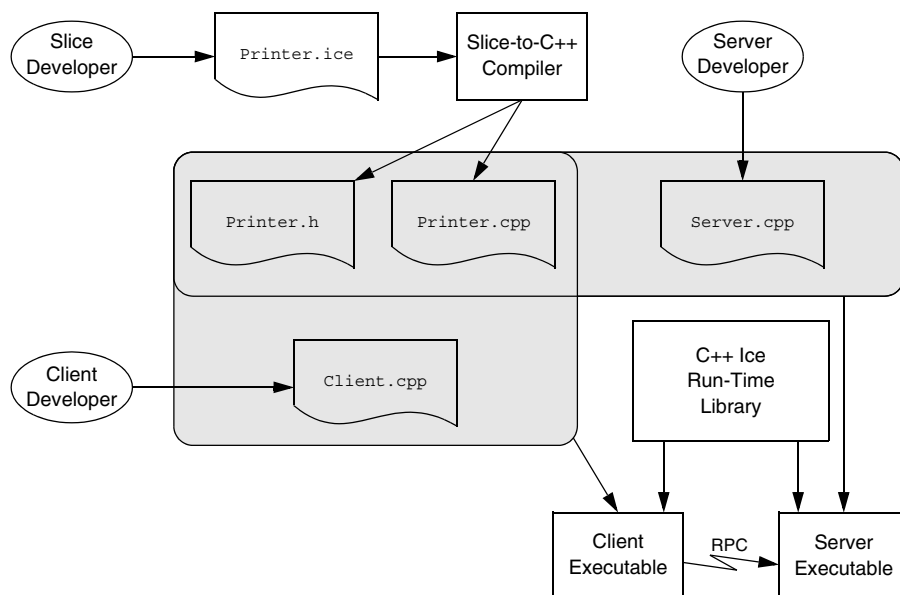 Slice
Developer
Printer.ice
Slice-to-C++
Compiler
Server
Developer
Printer.h
Printer.cpp
Server.cpp
Client
Developer
Client.cpp
C++ Ice
Run-Time
Library
Client
Executable
RPC
Server
Executable